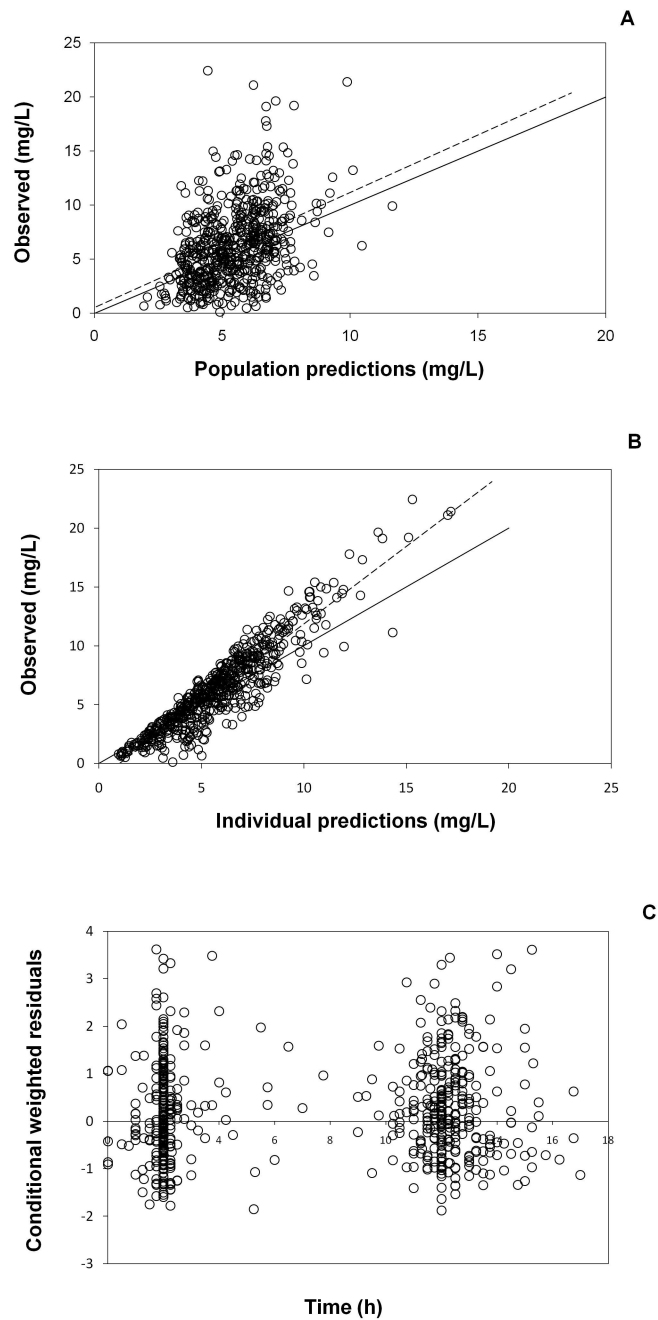 A
25
20
15
10
5
0
Observed (mg/L)
0 5 10 15 20
Population predictions (mg/L)
B
25
20
15
10
5
0
Observed (mg/L)
0 5 10 15 20 25
Individual predictions (mg/L)
C
4
3
2
1
0
-1
-2
-3
Conditional weighted residuals
2 4 6 8 10 12 14 16 18
Time (h)